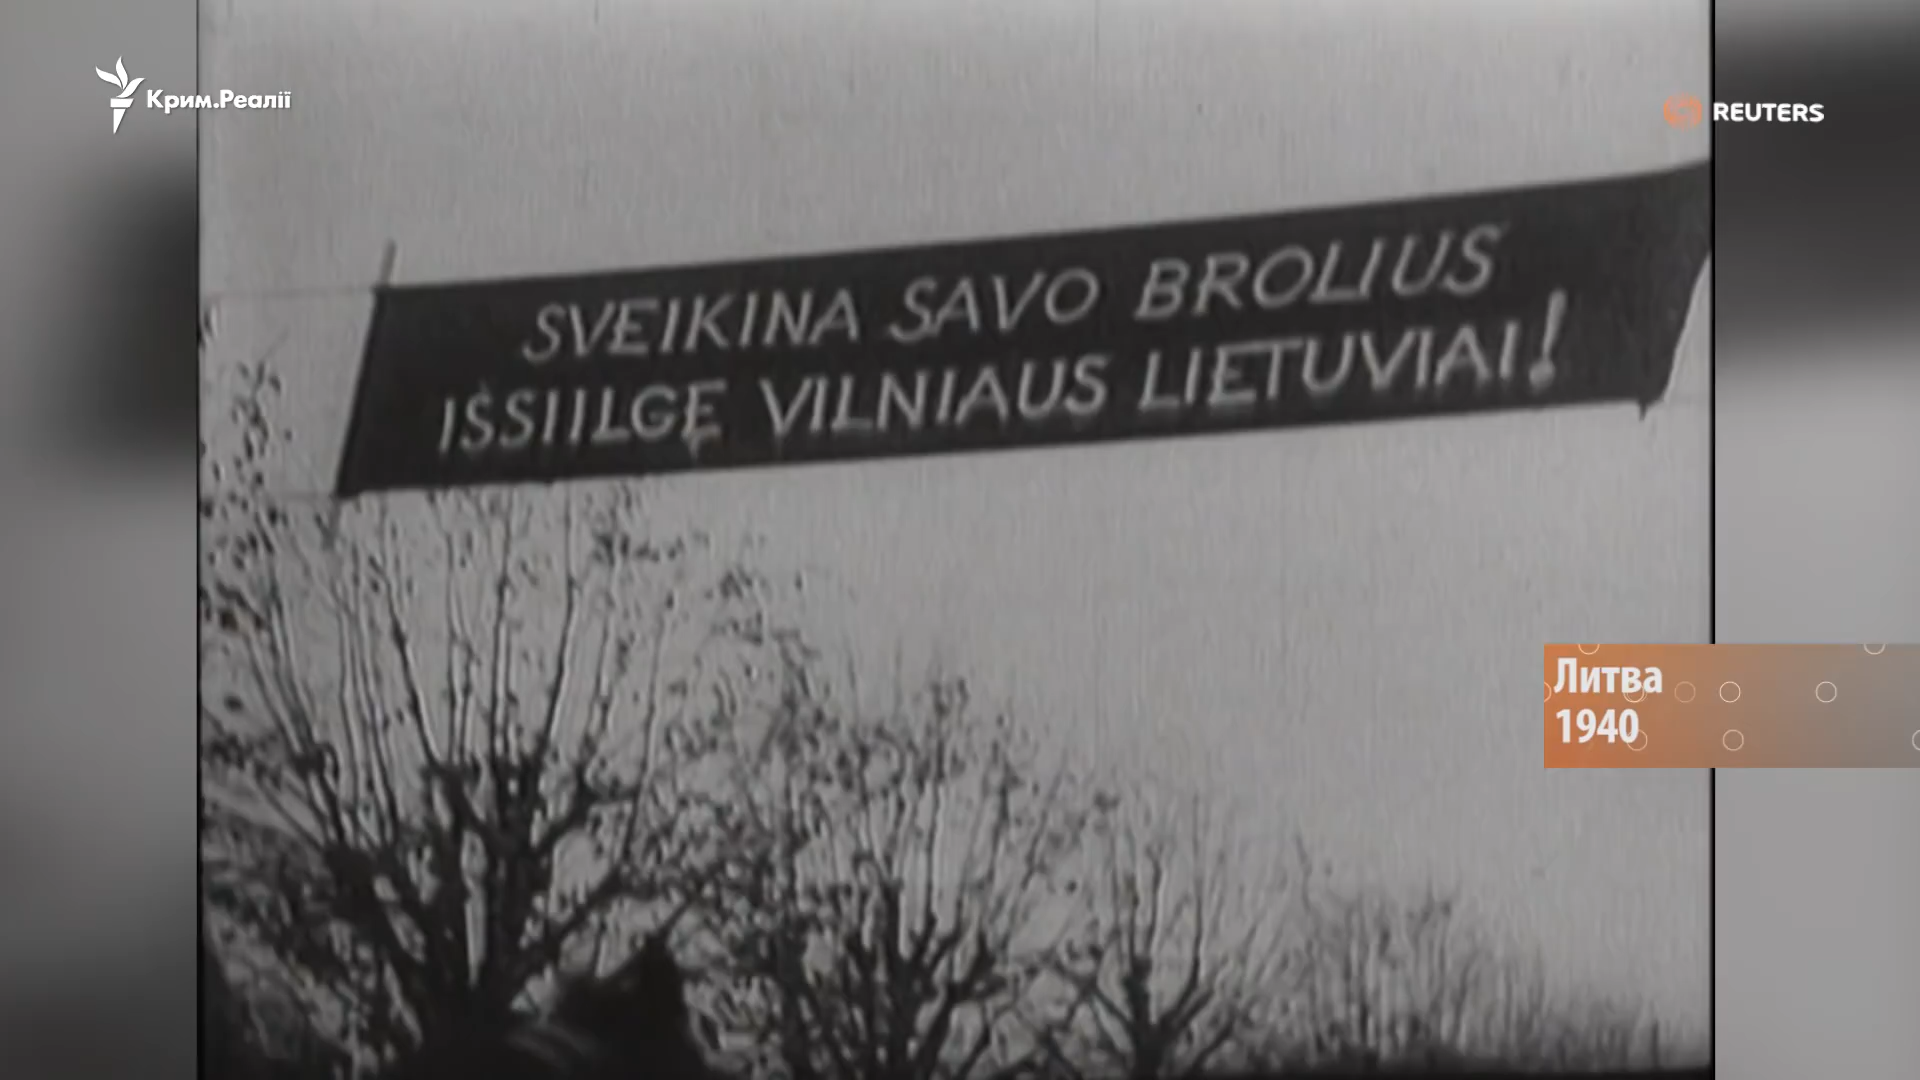 Крим.Реалії
REUTERS
SVEIKINA SAVO BROLIUS
IŠSIILGĘ VILNIAUS LIETUVIAI!
Литва
1940